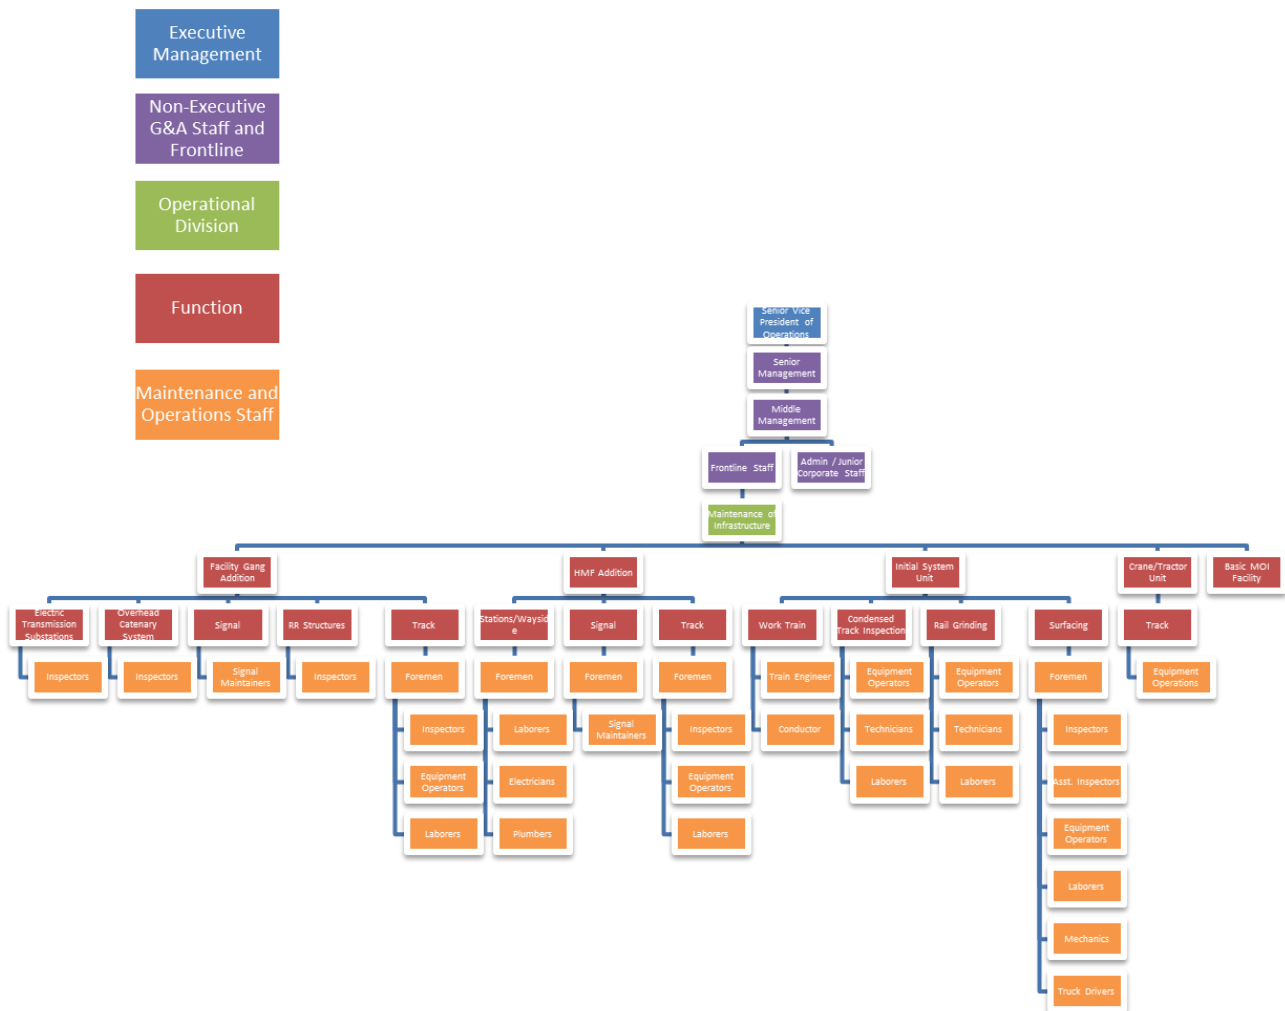 Executive
Management
Non-Executive
G&A Staff and
Frontline
Operational
Division
Function
Maintenance and
Operations Staff
Senior Vice
President of
Operations
Senior
Management
Middle
Management
Frontline Staff
Admin / Junior
Corporate Staff
Maintenance of
Infrastructure
Facility Gang
Addition
HMF Addition
Initial System
Unit
Crane/Tractor
Unit
Basic MOI
Facility
Electric
Transmission
Substations
Overhead
Catenary
System
Signal
RR Structures
Track
Stations/Waysid
e
Signal
Track
Work Train
Condensed
Track Inspection
Rail Grinding
Surfacing
Track
Inspectors
Inspectors
Signal
Maintainers
Inspectors
Foremen
Foremen
Foremen
Foremen
Train Engineer
Equipment
Operators
Equipment
Operators
Foremen
Equipment
Operations
Inspectors
Laborers
Signal
Maintainers
Inspectors
Conductor
Technicians
Technicians
Inspectors
Equipment
Operators
Electricians
Equipment
Operators
Laborers
Laborers
Asst. Inspectors
Laborers
Plumbers
Laborers
Equipment
Operators
Laborers
Mechanics
Truck Drivers